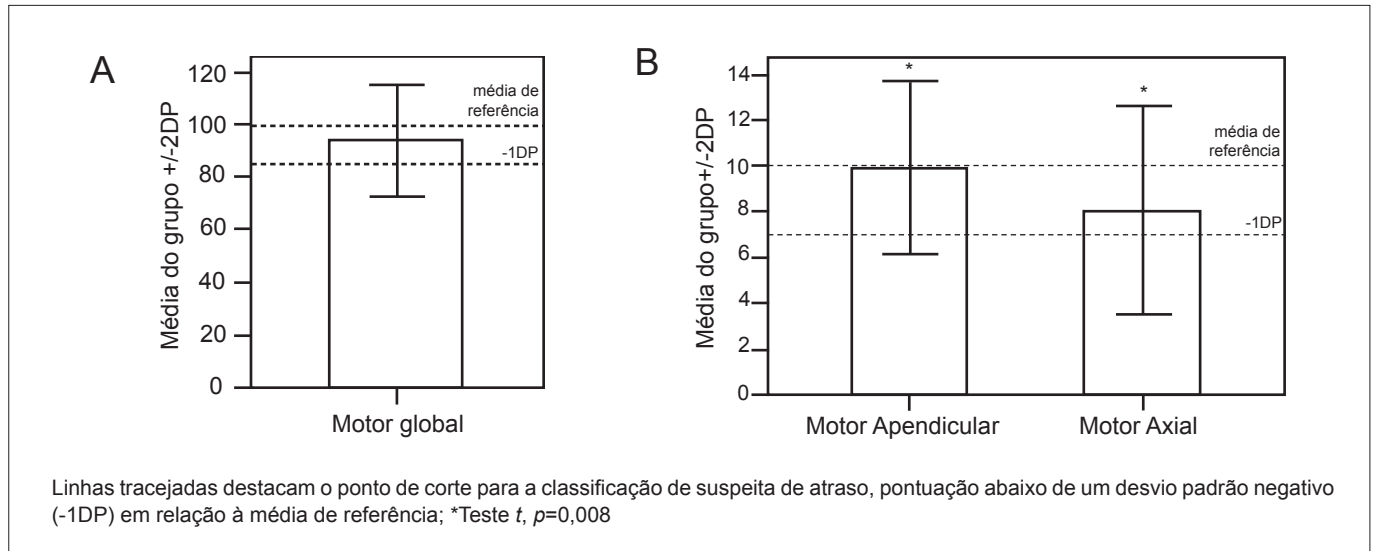 A
Média do grupo +/-2DP
120
100
80
60
40
20
0
média de
referência
-1DP
Motor global
B
Média do grupo+/-2DP
14
12
10
8
6
4
2
0
*
*
média de
referência
-1DP
Motor Apendicular
Motor Axial
Linhas tracejadas destacam o ponto de corte para a classificação de suspeita de atraso, pontuação abaixo de um desvio padrão negativo
(-1DP) em relação à média de referência; *Teste t, p=0,008